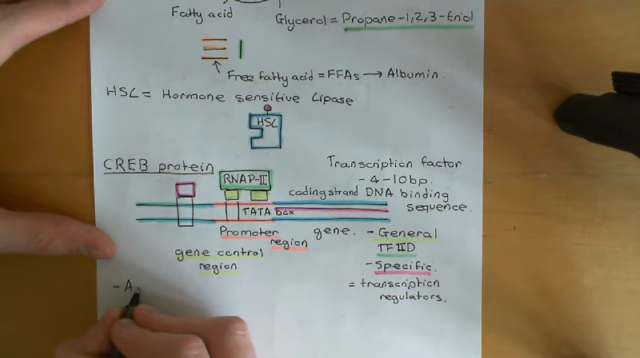 Fatty acid
Glycerol = Propane-1,2,3-triol
Free fatty acid = FFAs → Albumin
HSL = Hormone sensitive Lipase
HSL
CREB protein
RNAP-II
Transcription factor
- 4-10bp.
coding strand DNA binding
sequence.
TATA box
Promoter
region
gene.
gene control
region
- General
TFIID
- Specific.
= transcription
regulators.
- A